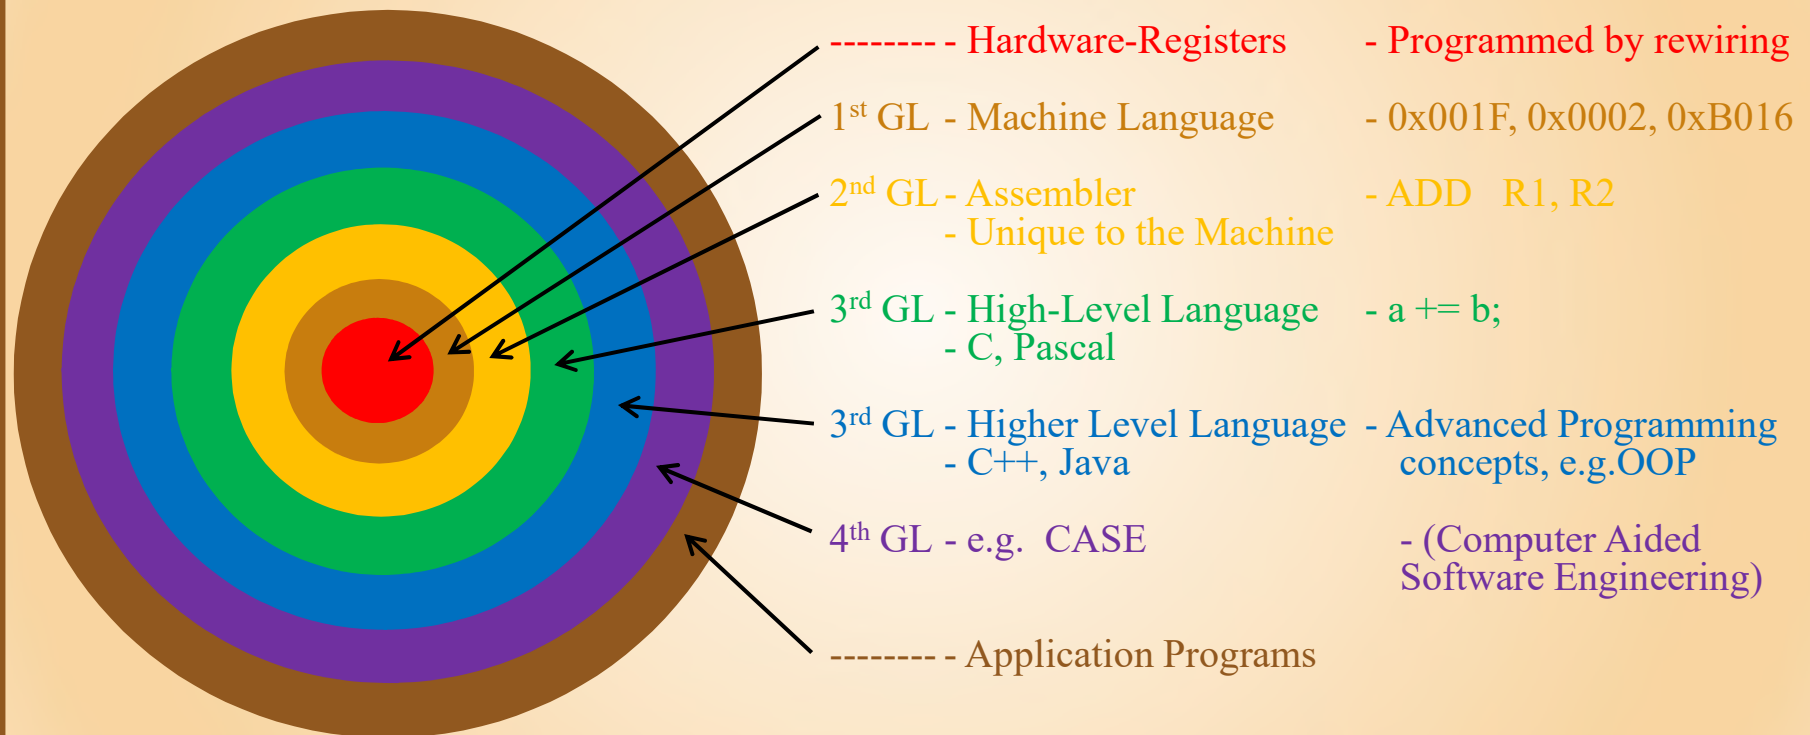 -------- - Hardware-Registers - Programmed by rewiring
1st GL - Machine Language - 0x001F, 0x0002, 0xB016
2nd GL - Assembler - ADD R1, R2
- Unique to the Machine
3rd GL - High-Level Language - a += b;
- C, Pascal
3rd GL - Higher Level Language - Advanced Programming
- C++, Java concepts, e.g.OOP
4th GL - e.g. CASE - (Computer Aided
Software Engineering)
-------- - Application Programs